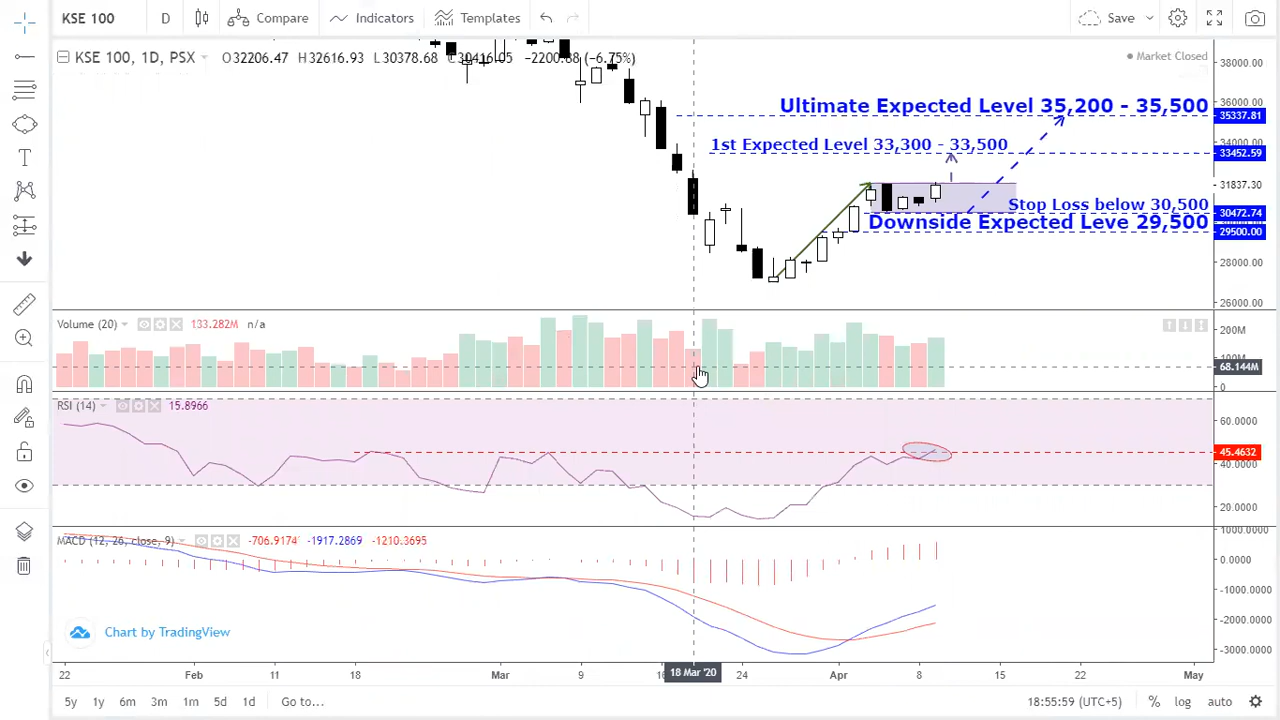 KSE 100 D Compare Indicators Templates Save
KSE 100, 1D, PSX O32206.47 H32616.93 L30378.68 C30416.05 −2200.88 (−6.75%)
Market Closed
38000.00
36000.00
Ultimate Expected Level 35,200 - 35,500
35337.81
34000.00
1st Expected Level 33,300 - 33,500
33452.59
31837.30
Stop Loss below 30,500
30472.74
Downside Expected Leve 29,500
29500.00
28000.00
26000.00
Volume (20) 133.282M n/a
200M
100M
68.144M
0
RSI (14) 15.8966
60.0000
45.4632
40.0000
20.0000
MACD (12, 26, close, 9) -706.9174 -1917.2869 -1210.3695
1000.0000
0.0000
-1000.0000
-2000.0000
-3000.0000
Chart by TradingView
22 Feb 11 18 Mar 9 18 Mar '20 24 Apr 8 15 22 May
5y 1y 6m 3m 1m 5d 1d Go to... 18:55:59 (UTC+5) % log auto